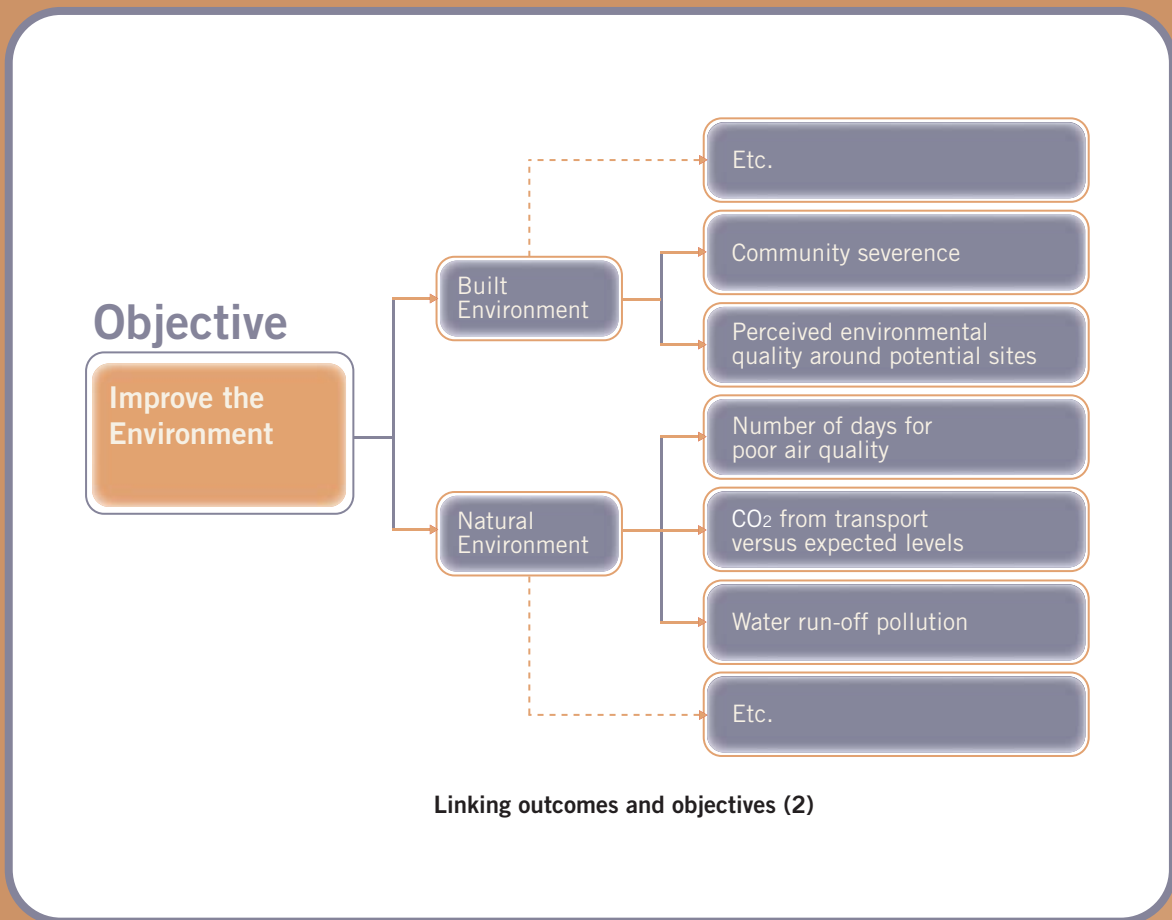 Objective
Improve the
Environment
Built
Environment
Natural
Environment
Etc.
Community severence
Perceived environmental
quality around potential sites
Number of days for
poor air quality
CO2 from transport
versus expected levels
Water run-off pollution
Etc.
Linking outcomes and objectives (2)